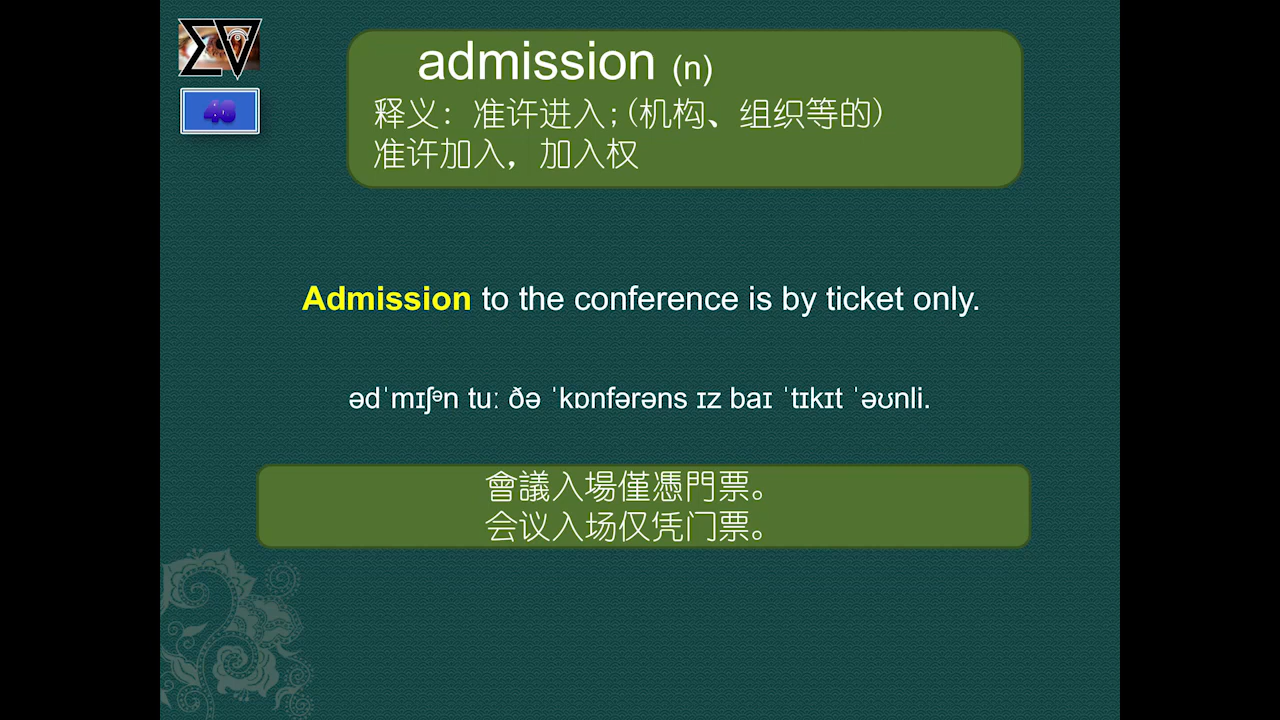 ΣV
40
admission (n)
释义: 准许进入;(机构、组织等的)
准许加入，加入权
Admission to the conference is by ticket only.
ədˈmɪʃᵊn tuː ðə ˈkɒnfərəns ɪz baɪ ˈtɪkɪt ˈəʊnli.
會議入場僅憑門票。
会议入场仅凭门票。